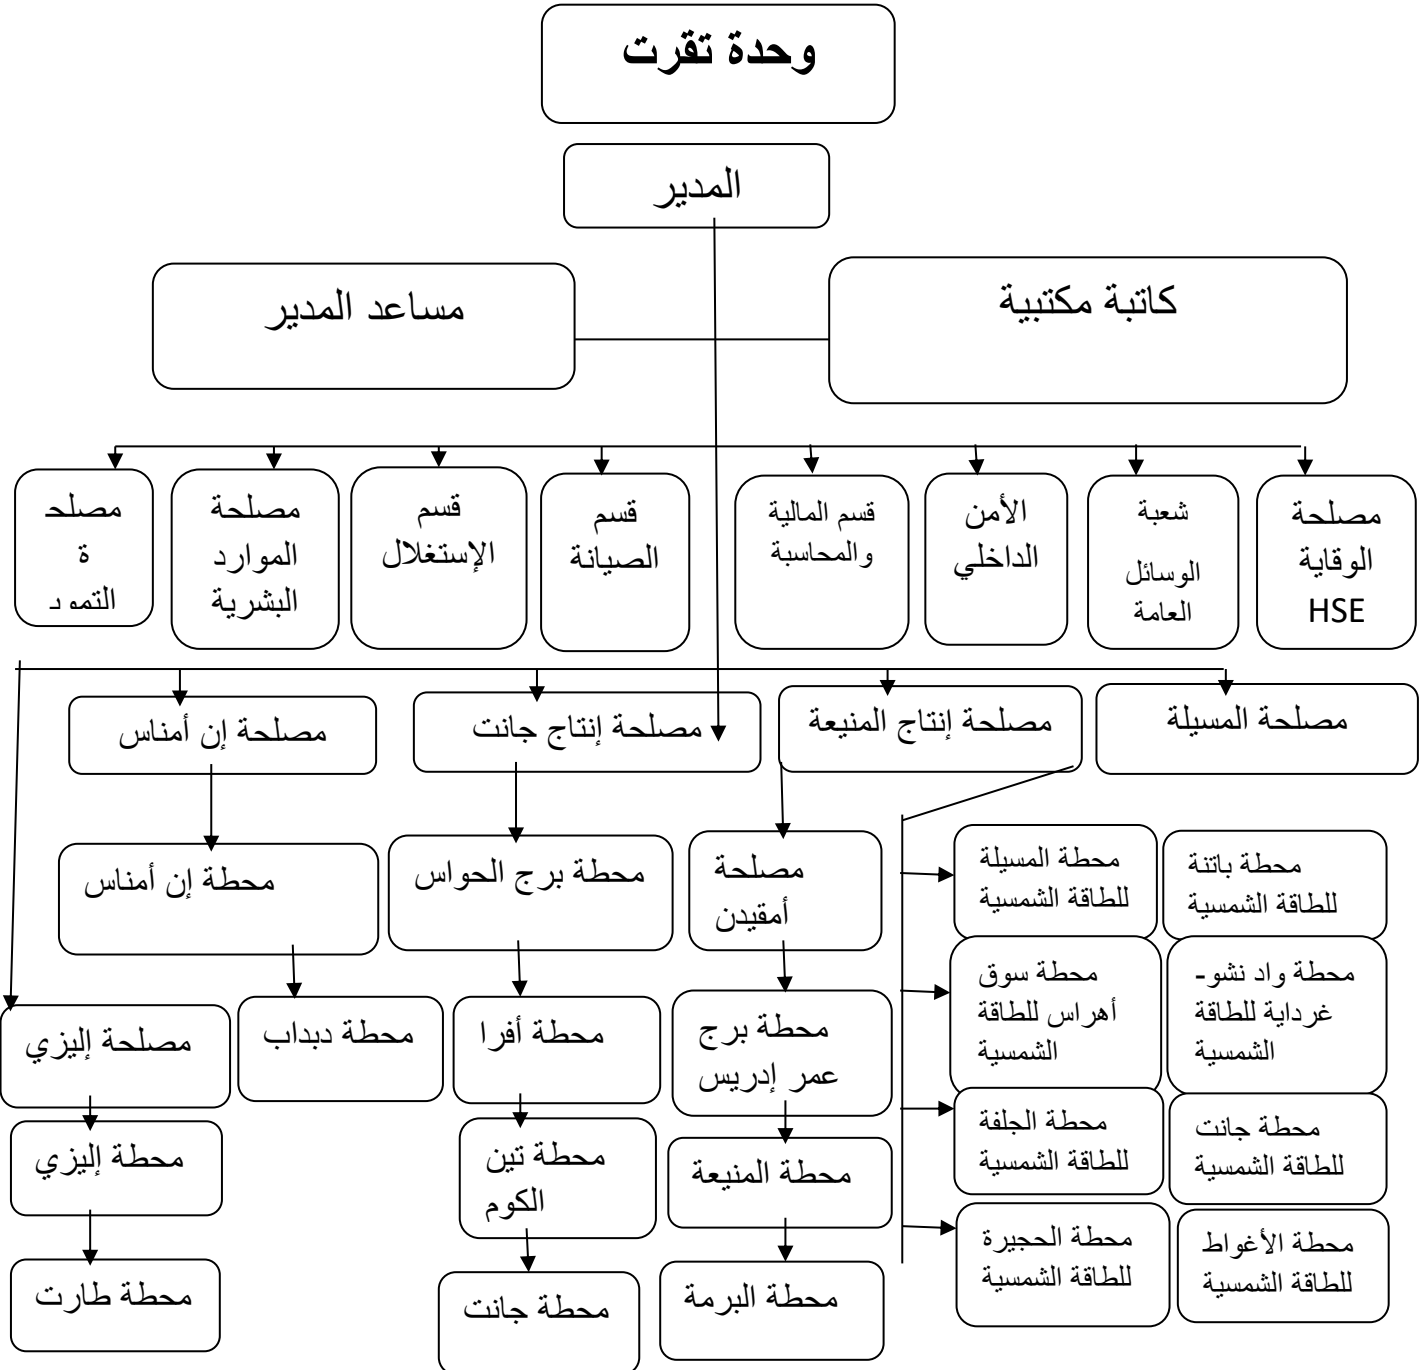 وحدة تقرت
المدير
كاتبة مكتبية
مساعد المدير
مصلحة
الوقاية
HSE
شعبة
الوسائل
العامة
الأمن
الداخلي
قسم المالية
والمحاسبة
قسم
الصيانة
قسم
الإستغلال
مصلحة
الموارد
البشرية
مصلحـ
ة
مصلحة المسيلة
مصلحة إنتاج المنيعة
مصلحة إنتاج جانت
مصلحة إن أمناس
محطة باتنة
للطاقة الشمسية
محطة المسيلة
للطاقة الشمسية
مصلحة
أمقيدن
محطة برج الحواس
محطة إن أمناس
محطة واد نشو-
غرداية للطاقة
الشمسية
محطة سوق
أهراس للطاقة
الشمسية
محطة برج
عمر إدريس
محطة أفرا
محطة دبداب
مصلحة إليزي
محطة جانت
للطاقة الشمسية
محطة الجلفة
للطاقة الشمسية
محطة المنيعة
محطة تين
الكوم
محطة إليزي
محطة الأغواط
للطاقة الشمسية
محطة الحجيرة
للطاقة الشمسية
محطة البرمة
محطة جانت
محطة طارت